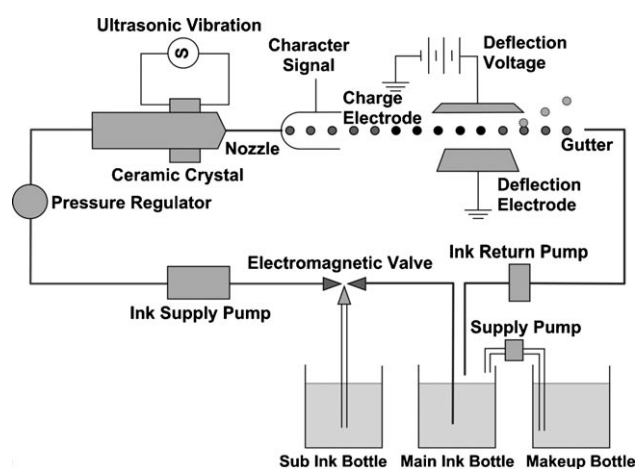 Ultrasonic Vibration
S
Character
Signal
Deflection
Voltage
Charge
Electrode
Nozzle
Gutter
Ceramic Crystal
Deflection
Electrode
Pressure Regulator
Electromagnetic Valve
Ink Return Pump
Ink Supply Pump
Supply Pump
Sub Ink Bottle
Main Ink Bottle
Makeup Bottle